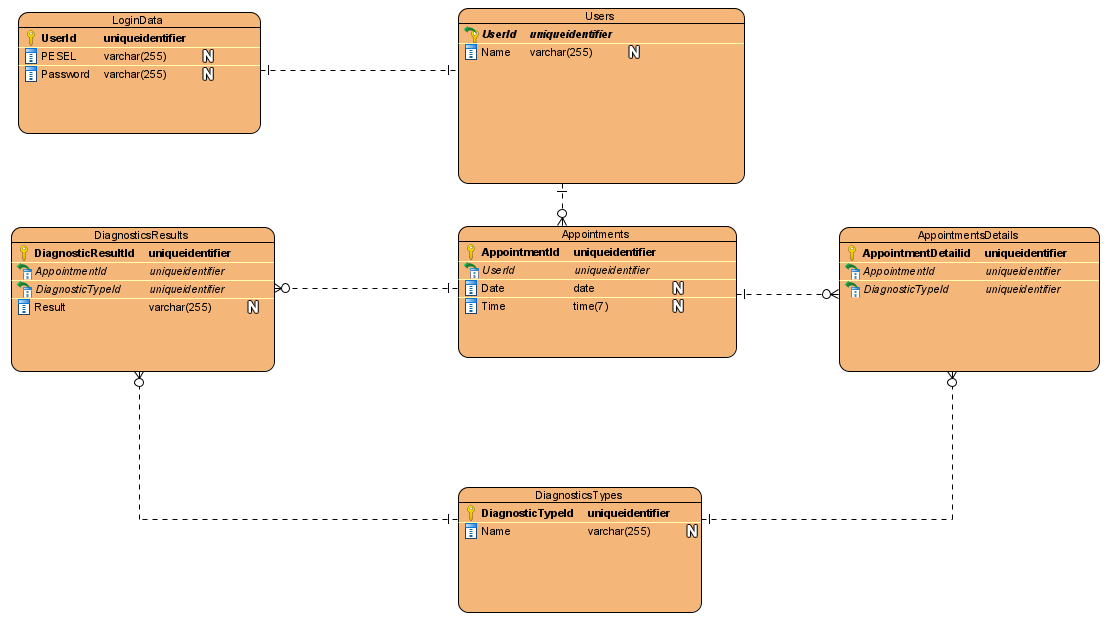 LoginData
UserId uniqueidentifier
PESEL varchar(255) N
Password varchar(255) N
Users
UserId uniqueidentifier
Name varchar(255) N
DiagnosticsResults
DiagnosticResultId uniqueidentifier
AppointmentId uniqueidentifier
DiagnosticTypeId uniqueidentifier
Result varchar(255) N
Appointments
AppointmentId uniqueidentifier
UserId uniqueidentifier
Date date N
Time time(7) N
AppointmentsDetails
AppointmentDetailId uniqueidentifier
AppointmentId uniqueidentifier
DiagnosticTypeId uniqueidentifier
DiagnosticsTypes
DiagnosticTypeId uniqueidentifier
Name varchar(255) N